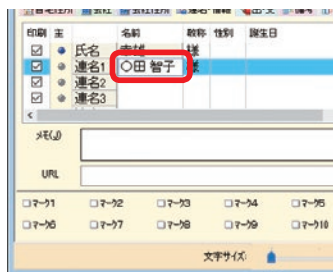 印刷 主 名前 敬称 性別 誕生日
氏名 幸雄 様
連名1 〇田 智子 様
連名2
連名3
メモ(J)
URL
マーク1 マーク2 マーク3 マーク4 マーク5
マーク6 マーク7 マーク8 マーク9 マーク10
文字サイズ: